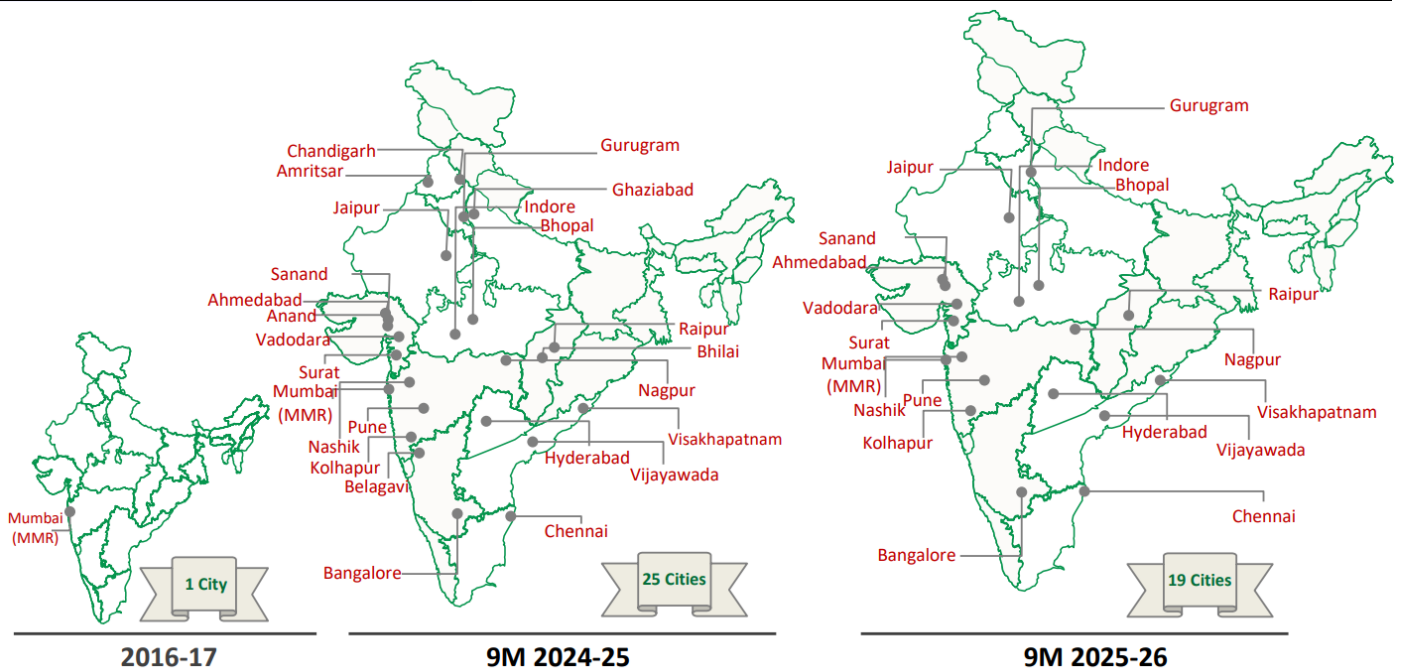 Mumbai
(MMR)
1 City
2016-17
Chandigarh
Amritsar
Gurugram
Ghaziabad
Jaipur
Indore
Bhopal
Sanand
Ahmedabad
Anand
Vadodara
Surat
Mumbai
(MMR)
Pune
Nashik
Kolhapur
Belagavi
Raipur
Bhilai
Nagpur
Visakhapatnam
Hyderabad
Vijayawada
Chennai
Bangalore
25 Cities
9M 2024-25
Gurugram
Jaipur
Indore
Bhopal
Sanand
Ahmedabad
Vadodara
Surat
Mumbai
(MMR)
Pune
Nashik
Kolhapur
Raipur
Nagpur
Visakhapatnam
Hyderabad
Vijayawada
Chennai
Bangalore
19 Cities
9M 2025-26